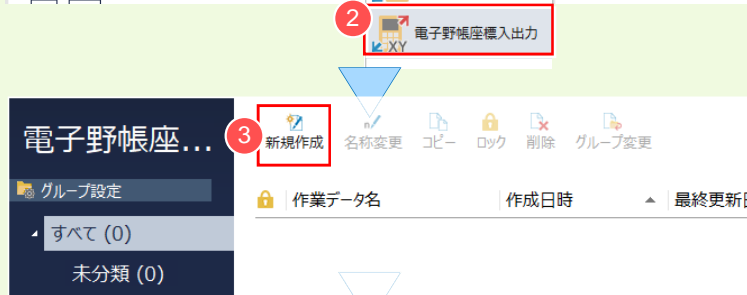 2
XY 電子野帳座標入出力
電子野帳座...
3
新規作成 名称変更 コピー ロック 削除 グループ変更
グループ設定
作業データ名 作成日時 最終更新日
すべて (0)
未分類 (0)